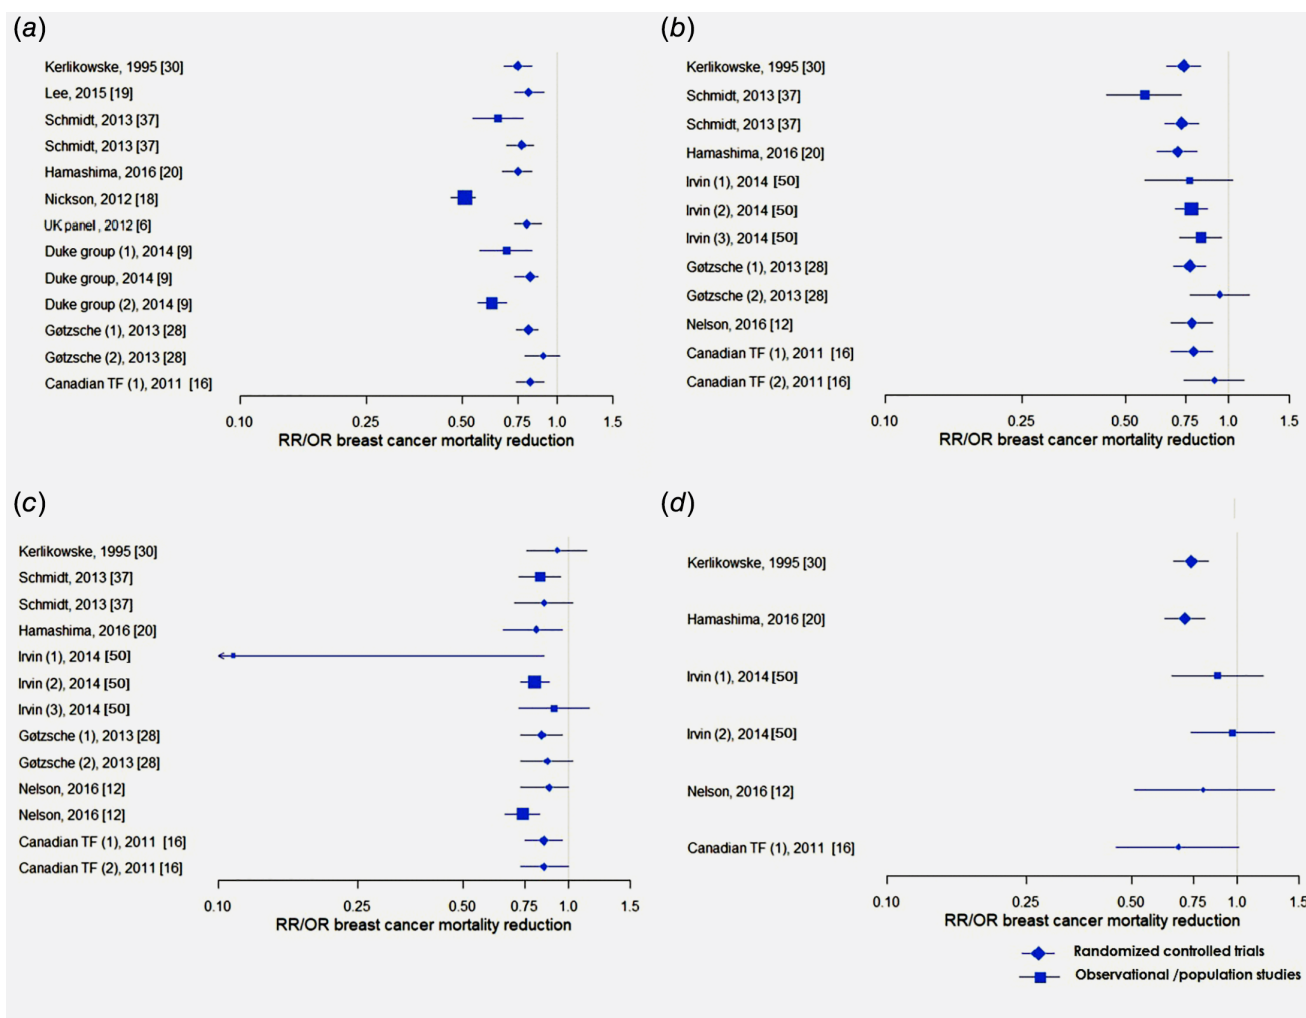 (a)
Kerlikowske, 1995 [30]
Lee, 2015 [19]
Schmidt, 2013 [37]
Schmidt, 2013 [37]
Hamashima, 2016 [20]
Nickson, 2012 [18]
UK panel , 2012 [6]
Duke group (1), 2014 [9]
Duke group, 2014 [9]
Duke group (2), 2014 [9]
Gøtzsche (1), 2013 [28]
Gøtzsche (2), 2013 [28]
Canadian TF (1), 2011 [16]
0.10 0.25 0.50 0.75 1.0 1.5
RR/OR breast cancer mortality reduction
(b)
Kerlikowske, 1995 [30]
Schmidt, 2013 [37]
Schmidt, 2013 [37]
Hamashima, 2016 [20]
Irvin (1), 2014 [50]
Irvin (2), 2014 [50]
Irvin (3), 2014 [50]
Gøtzsche (1), 2013 [28]
Gøtzsche (2), 2013 [28]
Nelson, 2016 [12]
Canadian TF (1), 2011 [16]
Canadian TF (2), 2011 [16]
0.10 0.25 0.50 0.75 1.0 1.5
RR/OR breast cancer mortality reduction
(c)
Kerlikowske, 1995 [30]
Schmidt, 2013 [37]
Schmidt, 2013 [37]
Hamashima, 2016 [20]
Irvin (1), 2014 [50]
Irvin (2), 2014 [50]
Irvin (3), 2014 [50]
Gøtzsche (1), 2013 [28]
Gøtzsche (2), 2013 [28]
Nelson, 2016 [12]
Nelson, 2016 [12]
Canadian TF (1), 2011 [16]
Canadian TF (2), 2011 [16]
0.10 0.25 0.50 0.75 1.0 1.5
RR/OR breast cancer mortality reduction
(d)
Kerlikowske, 1995 [30]
Hamashima, 2016 [20]
Irvin (1), 2014 [50]
Irvin (2), 2014 [50]
Nelson, 2016 [12]
Canadian TF (1), 2011 [16]
0.10 0.25 0.50 0.75 1.0 1.5
RR/OR breast cancer mortality reduction
Randomized controlled trials
Observational /population studies